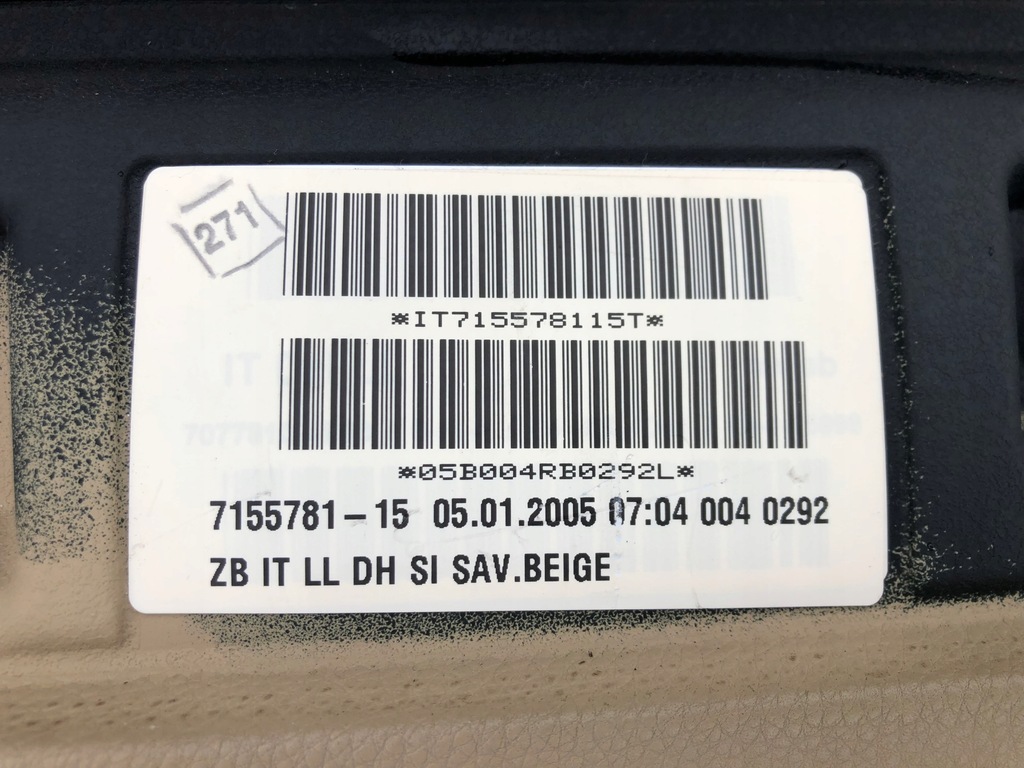 271
*IT715578115T*
*05B004RB0292L*
7155781-15 05.01.2005 07:04 004 0292
ZB IT LL DH SI SAV.BEIGE